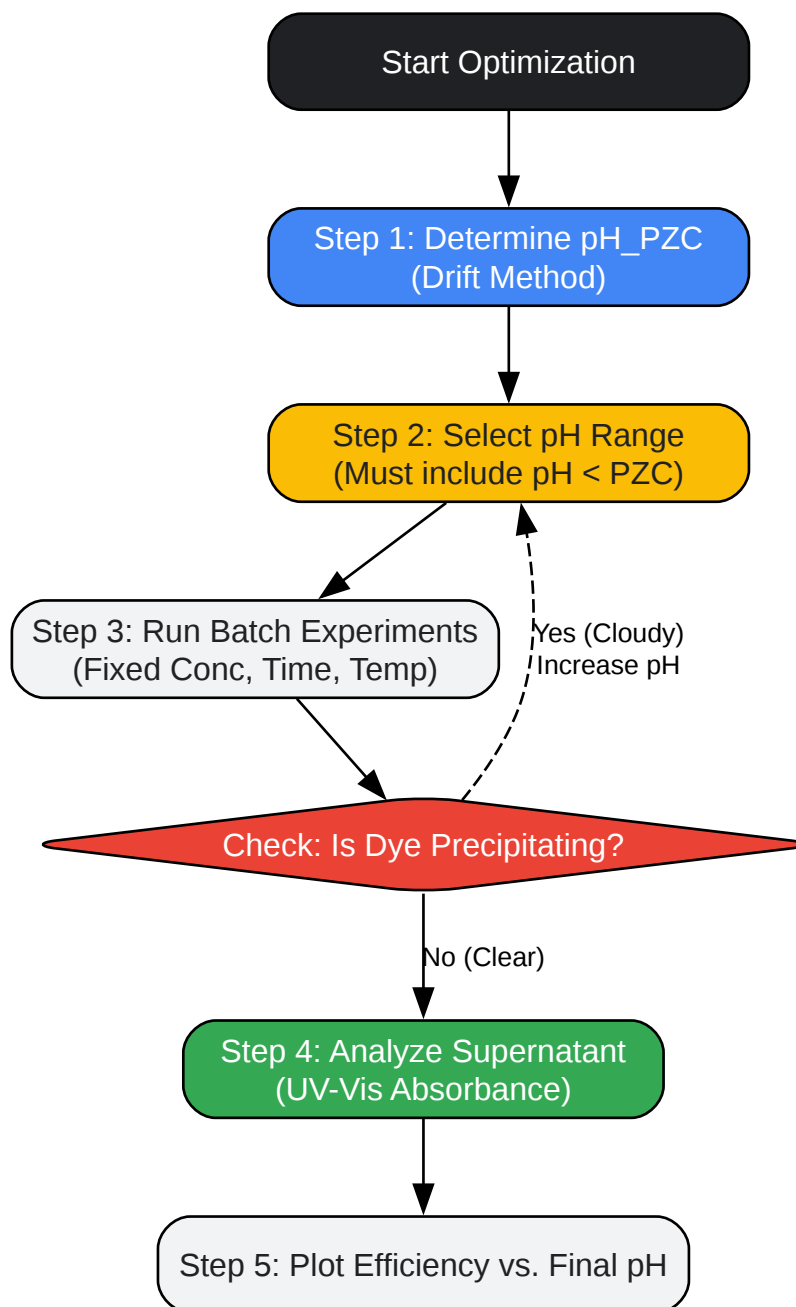 Start Optimization
Step 1: Determine pH_PZC
(Drift Method)
Step 2: Select pH Range
(Must include pH < PZC)
Step 3: Run Batch Experiments
(Fixed Conc, Time, Temp)
Yes (Cloudy)
Increase pH
Check: Is Dye Precipitating?
No (Clear)
Step 4: Analyze Supernatant
(UV-Vis Absorbance)
Step 5: Plot Efficiency vs. Final pH